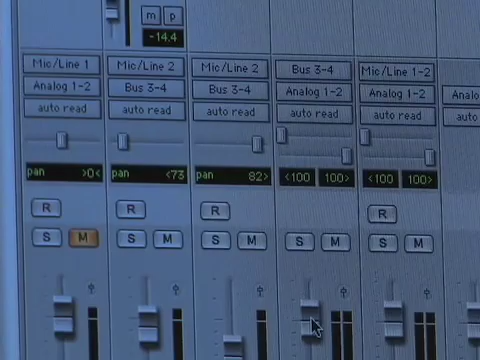 m p
-14.4
Mic/Line 1 Mic/Line 2 Mic/Line 2 Bus 3-4 Mic/Line 1-2
Analog 1-2 Bus 3-4 Bus 3-4 Analog 1-2 Analog 1-2 Analo
auto read auto read auto read auto read auto read auto
pan >0< pan <73 pan 82> <100 100> <100 100>
R R R R
S M S M S M S M S M